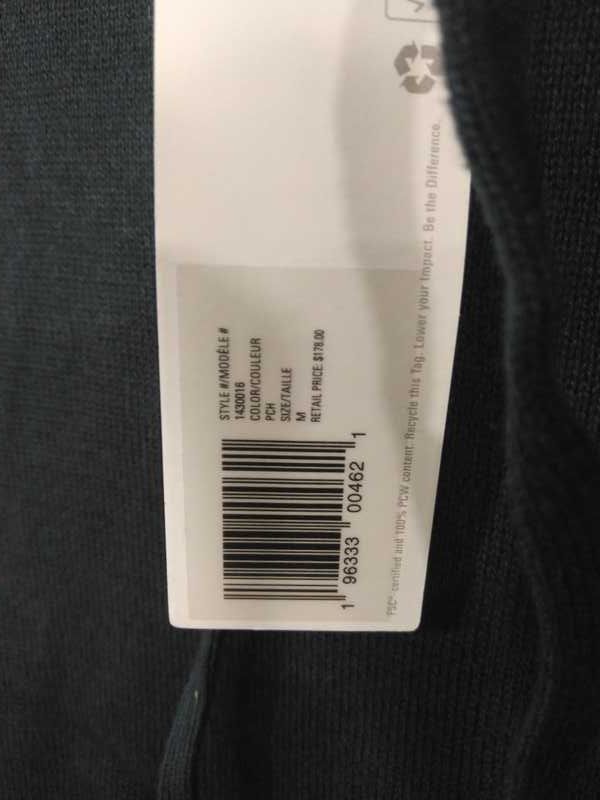 STYLE #/MODÈLE #
1430016
COLOR/COULEUR
PCH
SIZE/TAILLE
M
RETAIL PRICE: $178.00
1 96333 00462 1
FSC®-certified and 100% PCW content. Recycle this Tag. Lower your Impact. Be the Difference.